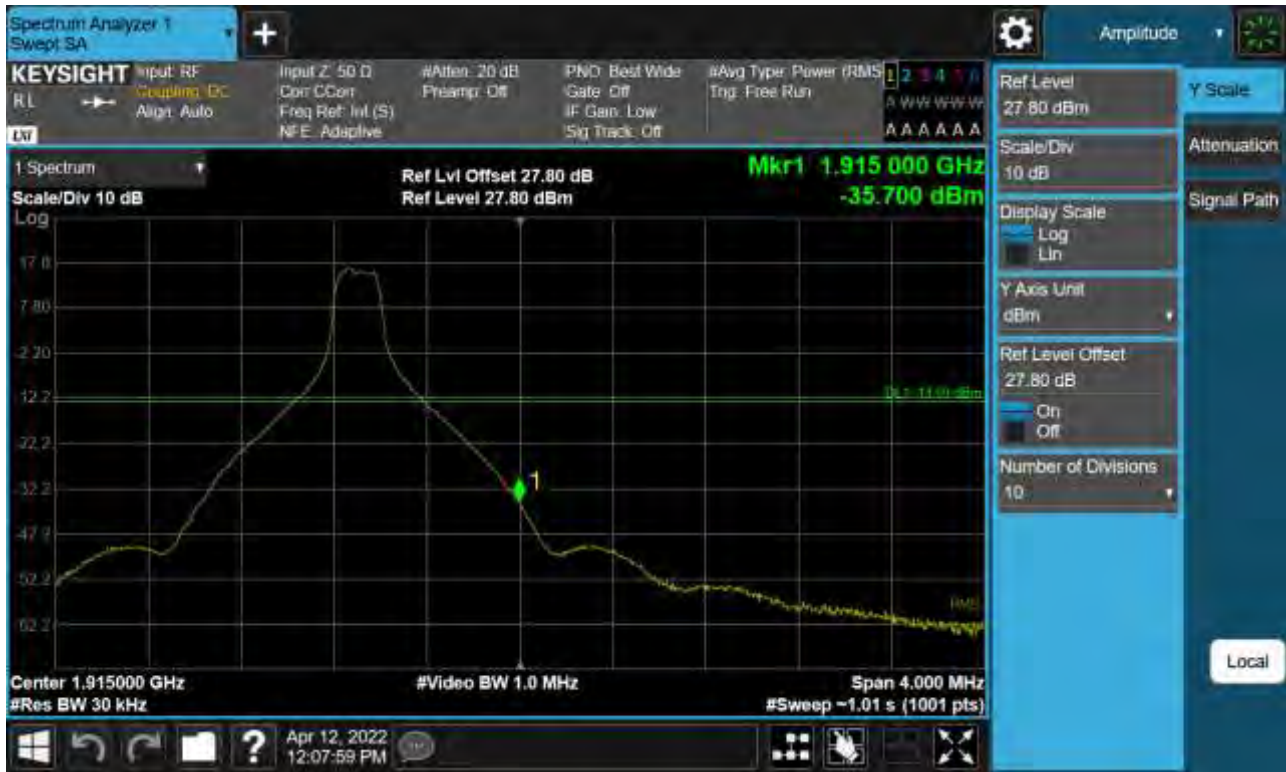 Spectrum Analyzer 1
Swept SA
Amplitude
KEYSIGHT
RL
Input: RF
Coupling: DC
Align: Auto
Input Z: 50 Ω
Corr CCorr
Freq Ref: Int (S)
NFE: Adaptive
#Atten: 20 dB
Preamp: Off
PNO: Best Wide
Gate: Off
IF Gain: Low
Sig Track: Off
#Avg Type: Power (RMS
Trig: Free Run
1 2 3 4 5 6
A W W W W W
A A A A A A
1 Spectrum
Scale/Div 10 dB
Log
Ref Lvl Offset 27.80 dB
Ref Level 27.80 dBm
Mkr1 1.915 000 GHz
-35.700 dBm
17.8
7.80
-2.20
-12.2
-22.2
-32.2
-42.2
-52.2
-62.2
1
RMS
Center 1.915000 GHz
#Res BW 30 kHz
#Video BW 1.0 MHz
Span 4.000 MHz
#Sweep ~1.01 s (1001 pts)
Ref Level
27.80 dBm
Scale/Div
10 dB
Display Scale
Log
Lin
Y Axis Unit
dBm
Ref Level Offset
27.80 dB
On
Off
Number of Divisions
10
Y Scale
Attenuation
Signal Path
Local
Apr 12, 2022
12:07:59 PM